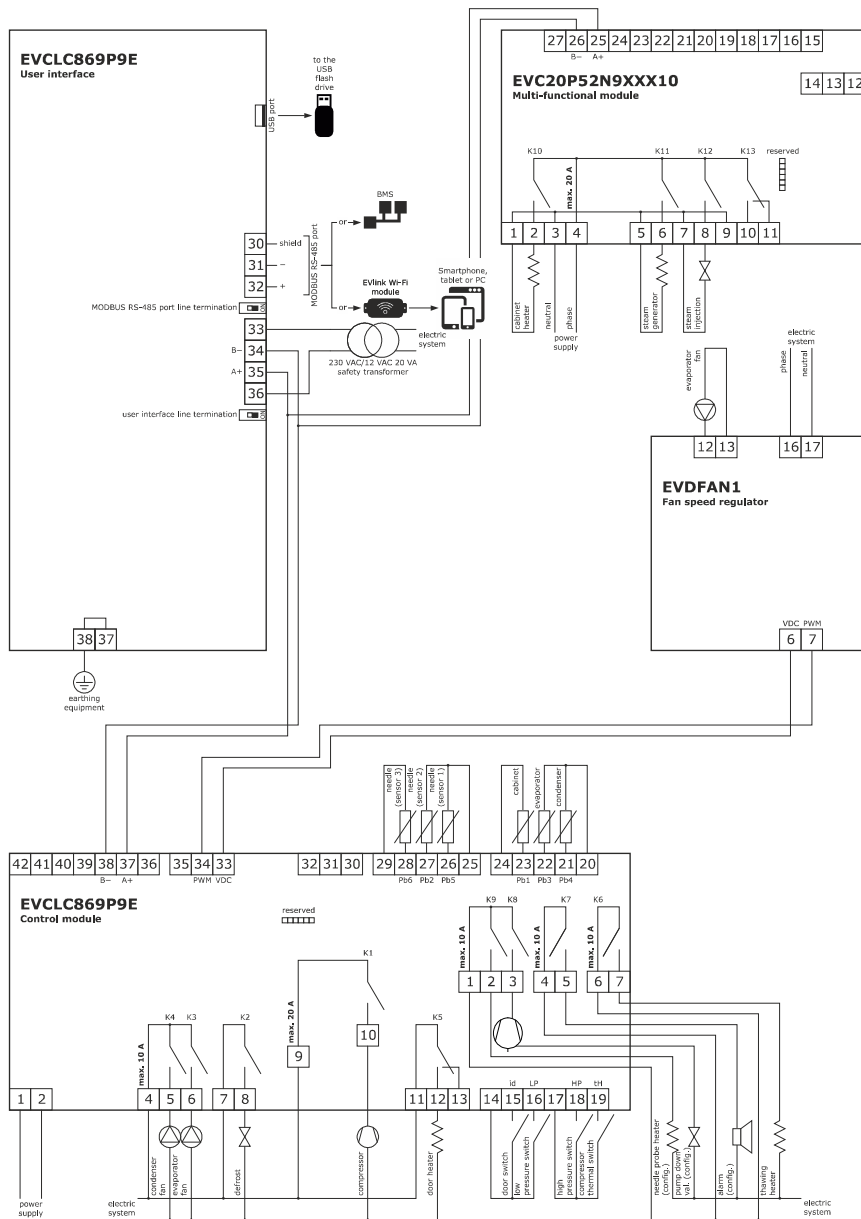 EVCLC869P9E
User interface
to the
USB
flash
drive
USB port
30
shield
31
−
32
+
MODBUS RS-485 port
or
BMS
or
EVlink Wi-Fi
module
Smartphone,
tablet or PC
MODBUS RS-485 port line termination
ON
33
B− 34
A+ 35
36
electric
system
230 VAC/12 VAC 20 VA
safety transformer
user interface line termination
ON
38 37
earthing
equipment
27 26 25 24 23 22 21 20 19 18 17 16 15
B− A+
EVC20P52N9XXX10
Multi-functional module
14 13 12
K10 K11 K12 K13 reserved
max. 20 A
1 2 3 4 5 6 7 8 9 10 11
cabinet
heater
neutral
phase
power
supply
steam
generator
steam
injection
electric
system
evaporator
fan
phase
neutral
12 13 16 17
EVDFAN1
Fan speed regulator
VDC PWM
6 7
needle
(sensor 3)
needle
(sensor 2)
needle
(sensor 1)
cabinet
evaporator
condenser
42 41 40 39 38 37 36 35 34 33 32 31 30 29 28 27 26 25 24 23 22 21 20
B− A+ PWM VDC Pb6 Pb2 Pb5 Pb1 Pb3 Pb4
EVCLC869P9E
Control module
reserved
K9 K8 K7 K6
max. 10 A
max. 10 A
max. 10 A
1 2 3 4 5 6 7
K1
max. 20 A
9
10
K4 K3 K2 K5
max. 10 A
id LP HP tH
1 2 4 5 6 7 8 11 12 13 14 15 16 17 18 19
power
supply
electric
system
condenser
fan
evaporator
fan
defrost
compressor
door heater
door switch
low
pressure switch
high
pressure switch
compressor
thermal switch
needle probe heater
(config.)
pump down
val. (config.)
alarm
(config.)
thawing
heater
electric
system